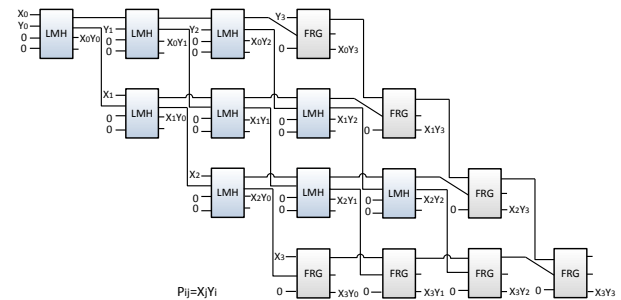 X₀ Y₃
Y₀ Y₁ Y₂
0 LMH X₀Y₀ 0 LMH X₀Y₁ 0 LMH X₀Y₂ 0 FRG X₀Y₃
0 0 0
X₁
0 LMH X₁Y₀ 0 LMH X₁Y₁ 0 LMH X₁Y₂ 0 FRG X₁Y₃
0 0 0
X₂
0 LMH X₂Y₀ 0 LMH X₂Y₁ 0 LMH X₂Y₂ 0 FRG X₂Y₃
0 0 0
X₃
FRG FRG FRG FRG
Pij=XjYi 0 X₃Y₀ 0 X₃Y₁ 0 X₃Y₂ 0 X₃Y₃